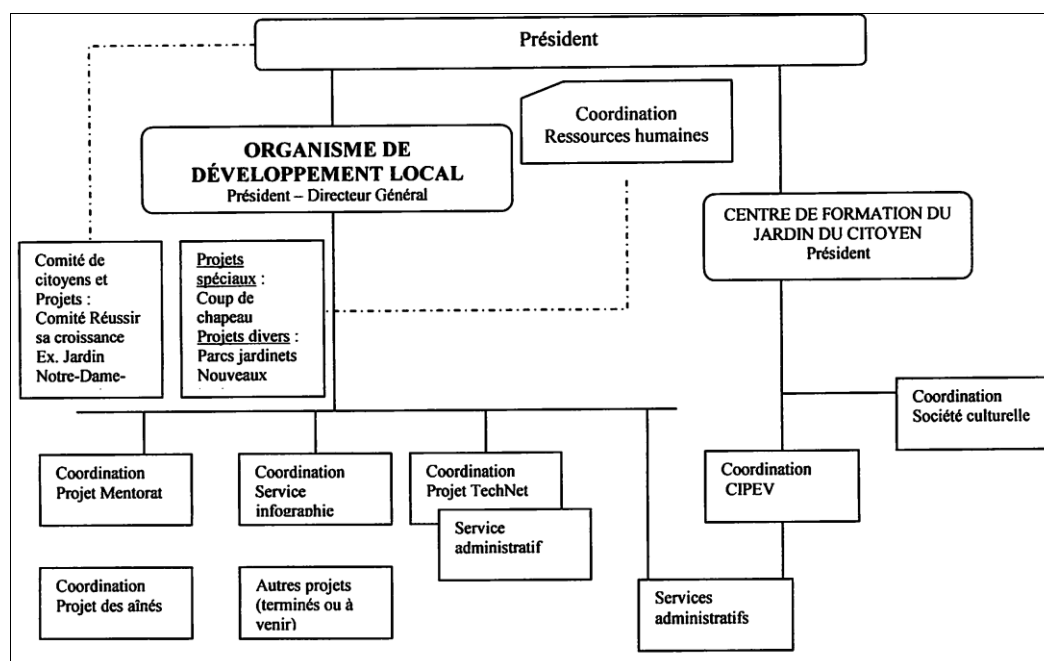 Président
Coordination
Ressources humaines
ORGANISME DE
DÉVELOPPEMENT LOCAL
Président – Directeur Général
CENTRE DE FORMATION DU
JARDIN DU CITOYEN
Président
Comité de
citoyens et
Projets :
Comité Réussir
sa croissance
Ex. Jardin
Notre-Dame-
Projets
spéciaux :
Coup de
chapeau
Projets divers :
Parcs jardinets
Nouveaux
Coordination
Société culturelle
Coordination
Projet Mentorat
Coordination
Service
infographie
Coordination
Projet TechNet
Service
administratif
Coordination
CIPEV
Coordination
Projet des aînés
Autres projets
(terminés ou à
venir)
Services
administratifs